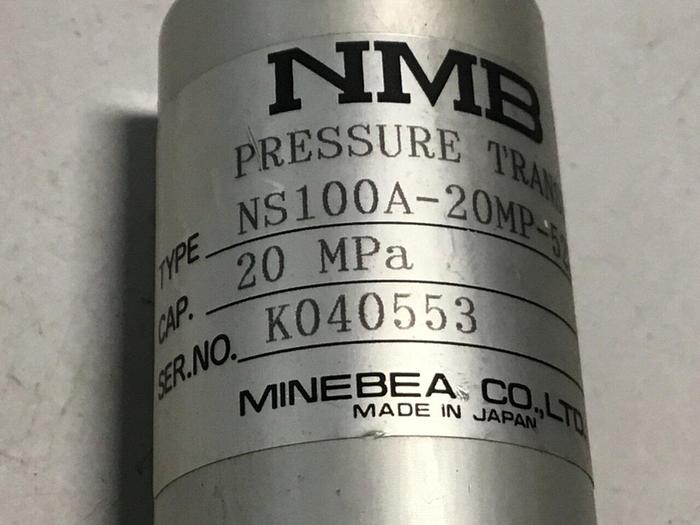 NMB
PRESSURE
TYPE NS100A-20MP-
CAP. 20 MPa
SER.NO. K040553
MINEBEA CO.,LTD.
MADE IN JAPAN